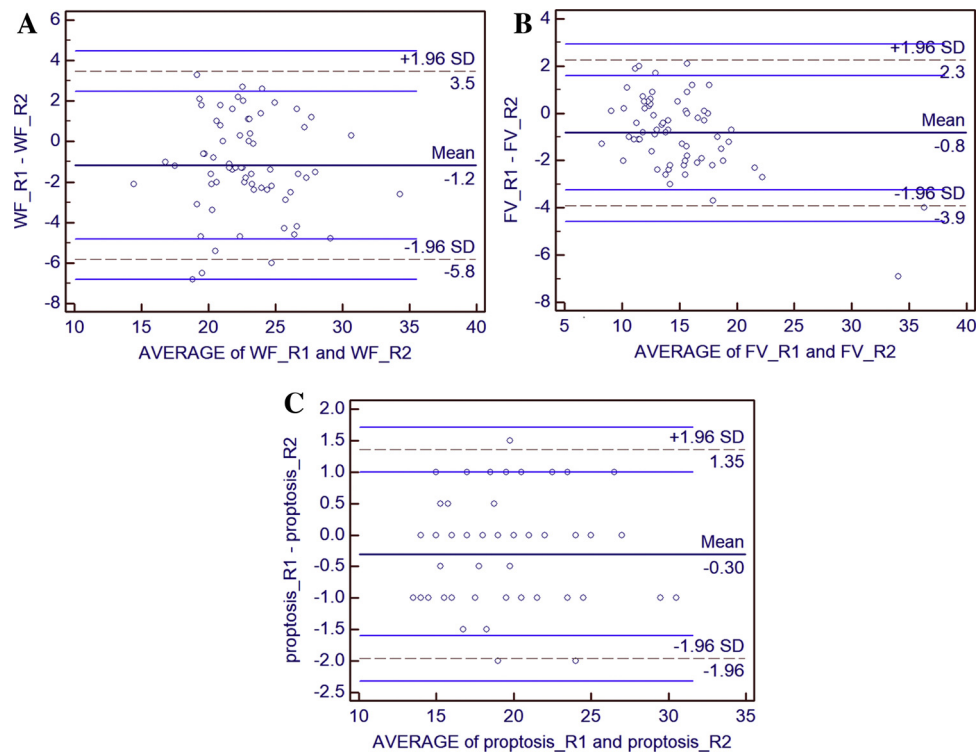 A
WF_R1 - WF_R2
6
4
2
0
-2
-4
-6
-8
+1.96 SD
3.5
Mean
-1.2
-1.96 SD
-5.8
10 15 20 25 30 35 40
AVERAGE of WF_R1 and WF_R2
B
FV_R1 - FV_R2
4
2
0
-2
-4
-6
-8
+1.96 SD
2.3
Mean
-0.8
-1.96 SD
-3.9
5 10 15 20 25 30 35 40
AVERAGE of FV_R1 and FV_R2
C
proptosis_R1 - proptosis_R2
2.0
1.5
1.0
0.5
0.0
-0.5
-1.0
-1.5
-2.0
-2.5
+1.96 SD
1.35
Mean
-0.30
-1.96 SD
-1.96
10 15 20 25 30 35
AVERAGE of proptosis_R1 and proptosis_R2